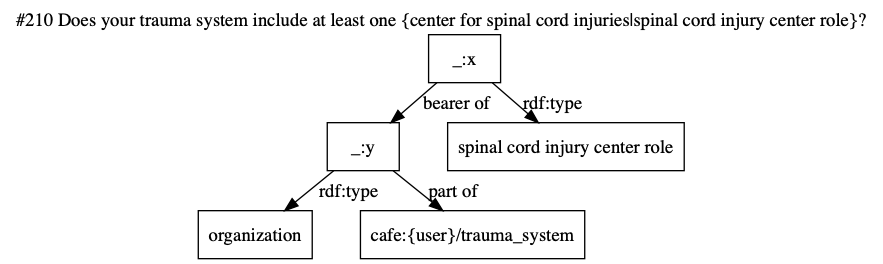 #210 Does your trauma system include at least one {center for spinal cord injuries|spinal cord injury center role}?
_:x
bearer of
rdf:type
_:y
spinal cord injury center role
rdf:type
part of
organization
cafe:{user}/trauma_system